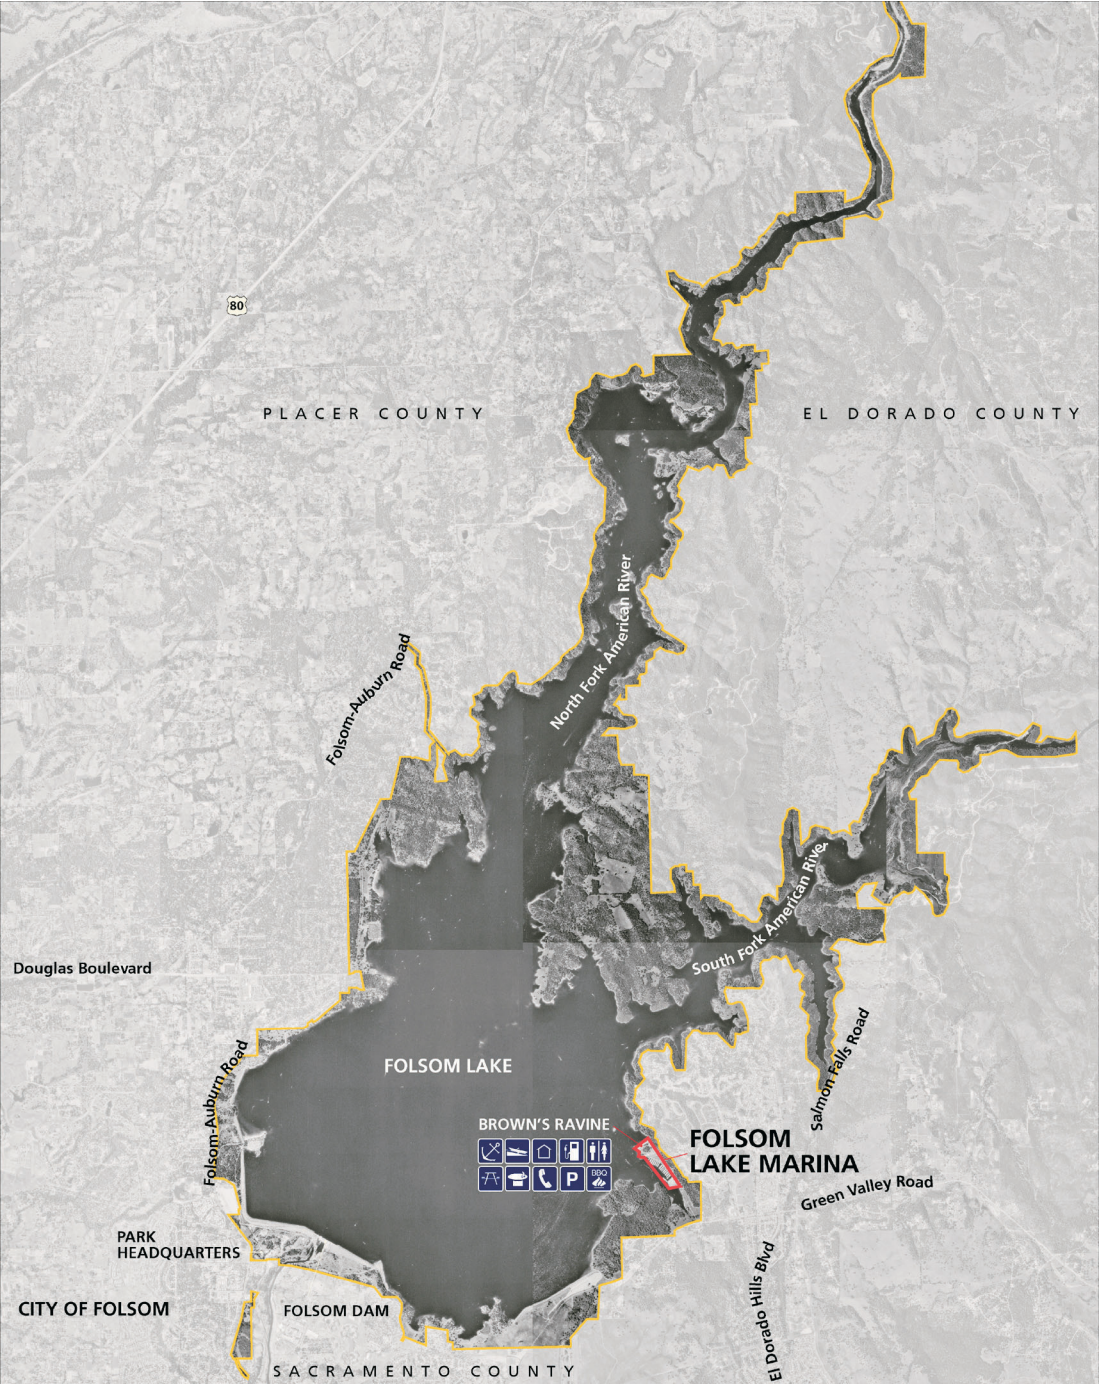 80
PLACER COUNTY
EL DORADO COUNTY
North Fork American River
Folsom-Auburn Road
South Fork American River
Douglas Boulevard
Folsom-Auburn Road
FOLSOM LAKE
Salmon Falls Road
BROWN'S RAVINE
FOLSOM
LAKE MARINA
P
BBQ
Green Valley Road
PARK
HEADQUARTERS
El Dorado Hills Blvd
CITY OF FOLSOM
FOLSOM DAM
SACRAMENTO COUNTY